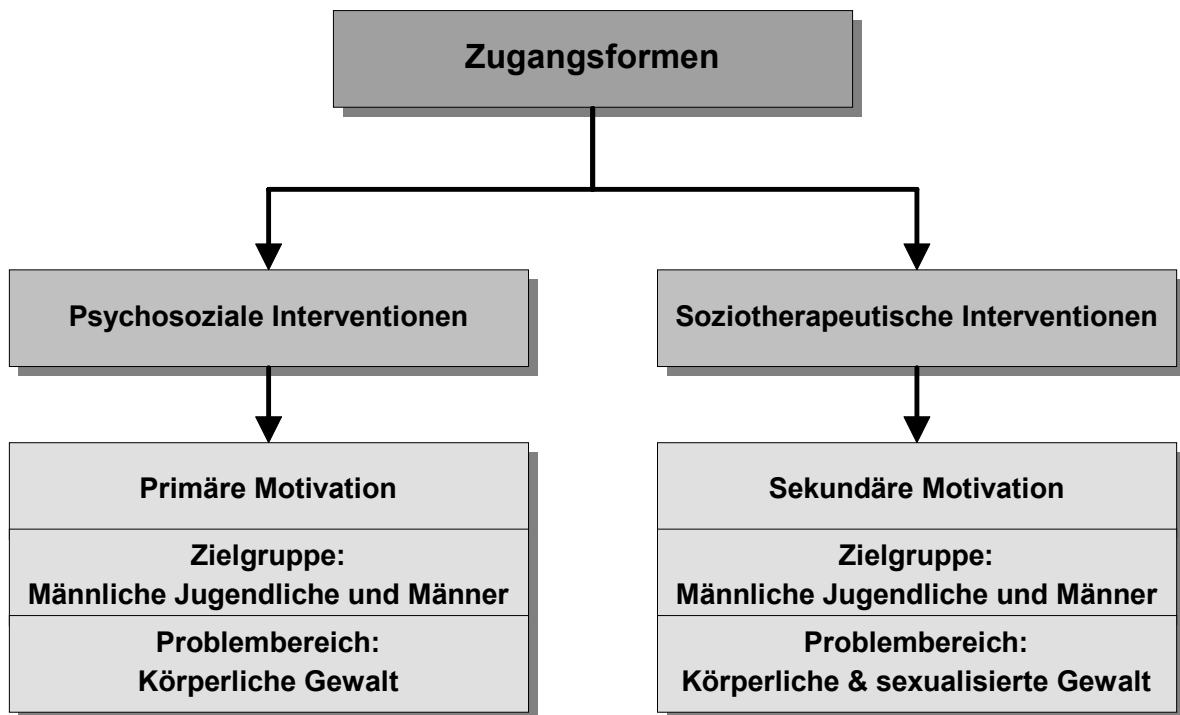 Zugangsformen
Psychosoziale Interventionen
Soziotherapeutische Interventionen
Primäre Motivation
Zielgruppe:
Männliche Jugendliche und Männer
Problembereich:
Körperliche Gewalt
Sekundäre Motivation
Zielgruppe:
Männliche Jugendliche und Männer
Problembereich:
Körperliche & sexualisierte Gewalt